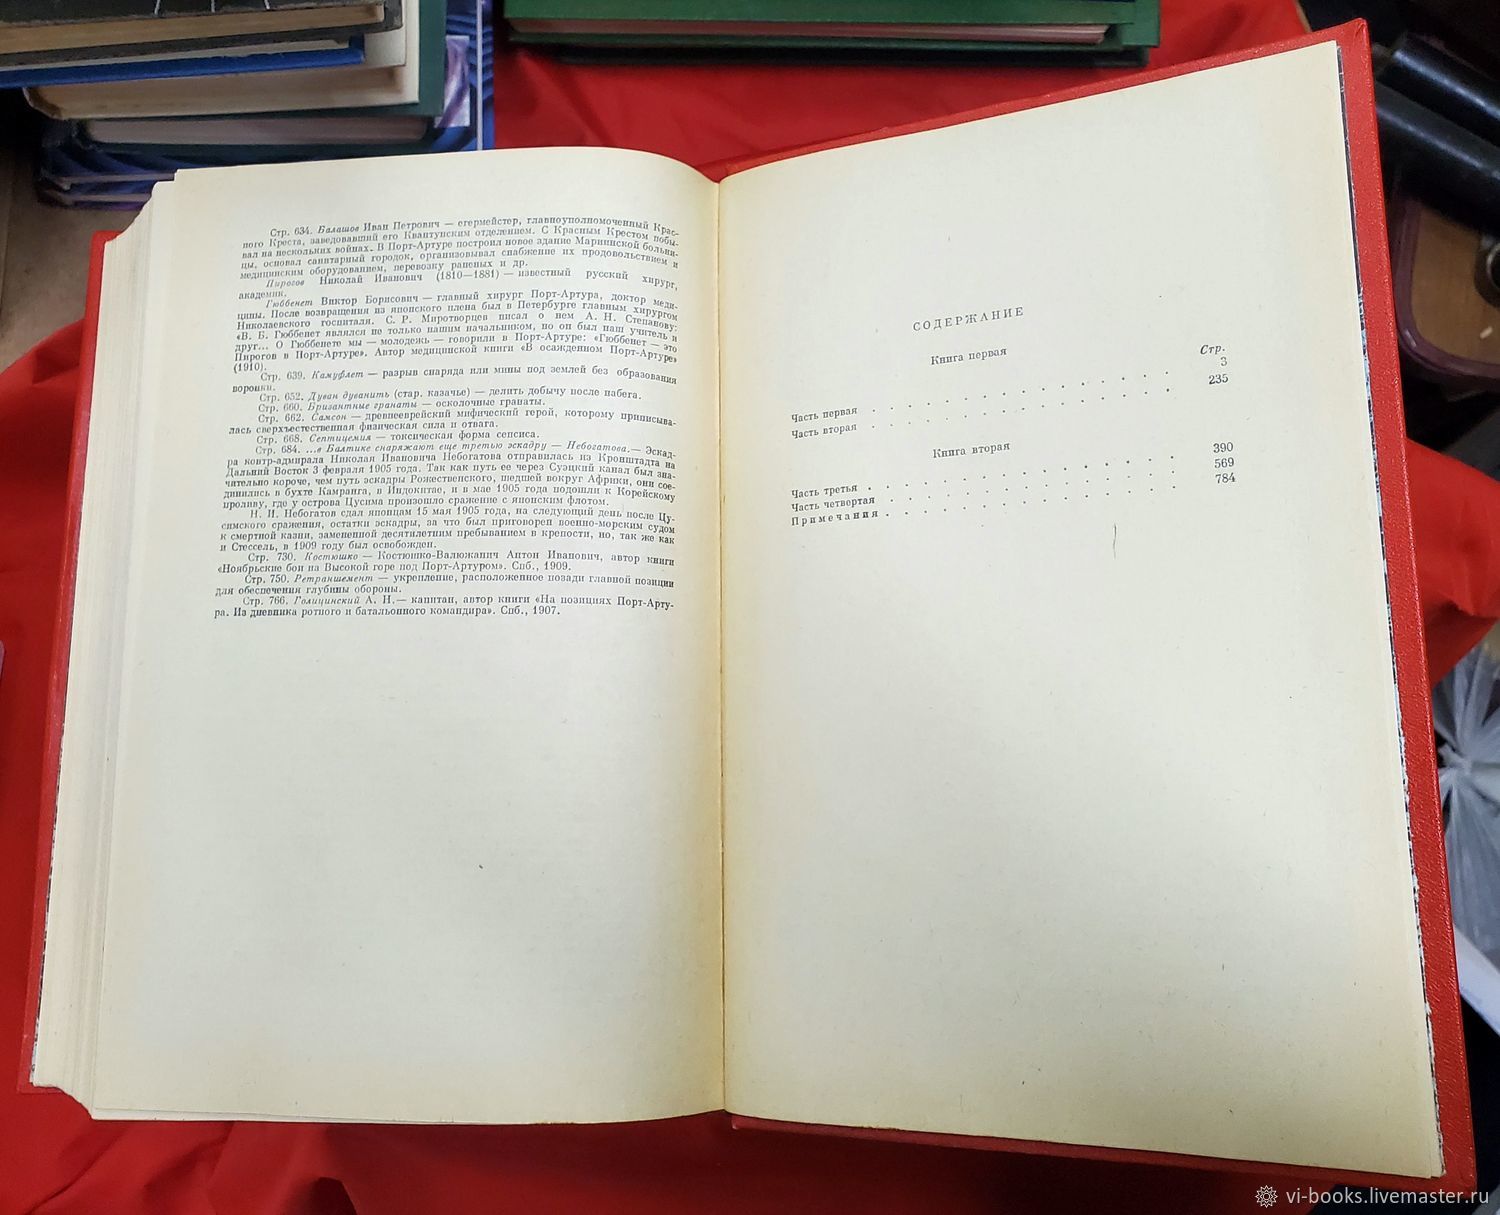 Стр. 634. Балашов Иван Петрович — егермейстер, главноуполномоченный Крас-
ного Креста, заведовавший его Квантунским отделением. С Красным Крестом побы-
вал на нескольких войнах. В Порт-Артуре построил новое здание Мариинской больни-
цы, основал санитарный городок, организовывал снабжение их продовольствием и
медицинским оборудованием, перевозку раненых и др.
Пирогов Николай Иванович (1810—1881) — известный русский хирург,
академик.
Гюббенет Виктор Борисович — главный хирург Порт-Артура, доктор меди-
цины. После возвращения из японского плена был в Петербурге главным хирургом
Николаевского госпиталя. С. Р. Миротворцев писал о нем А. Н. Степанову:
«В. Б. Гюббенет являлся не только нашим начальником, но он был наш учитель и
друг... О Гюббенете мы — молодежь — говорили в Порт-Артуре: «Гюббенет — это
Пирогов в Порт-Артуре». Автор медицинской книги «В осажденном Порт-Артуре»
(1910).
Стр. 639. Камуфлет — разрыв снаряда или мины под землей без образования
воронки.
Стр. 652. Дуван дуванить (стар. казачье) — делить добычу после набега.
Стр. 660. Бризантные гранаты — осколочные гранаты.
Стр. 662. Самсон — древнееврейский мифический герой, которому приписыва-
лась сверхъестественная физическая сила и отвага.
Стр. 668. Септицемия — токсическая форма сепсиса.
Стр. 684. ...в Балтике снаряжают еще третью эскадру — Небогатова. — Эскад-
ра контр-адмирала Николая Ивановича Небогатова отправилась из Кронштадта на
Дальний Восток 3 февраля 1905 года. Так как путь ее через Суэцкий канал был зна-
чительно короче, чем путь эскадры Рожественского, шедшей вокруг Африки, они сое-
динились в бухте Камранга, в Индокитае, и в мае 1905 года подошли к Корейскому
проливу, где у острова Цусима произошло сражение с японским флотом.
Н. И. Небогатов сдал японцам 15 мая 1905 года, на следующий день после Цу-
симского сражения, остатки эскадры, за что был приговорен военно-морским судом
к смертной казни, замененной десятилетним пребыванием в крепости, но, так же как
и Стессель, в 1909 году был освобожден.
Стр. 730. Костюшко — Костюшко-Валюжанич Антон Иванович, автор книги
«Ноябрьские бои на Высокой горе под Порт-Артуром». Спб., 1909.
Стр. 750. Ретраншемент — укрепление, расположенное позади главной позиции
для обеспечения глубины обороны.
Стр. 766. Голицинский А. Н. — капитан, автор книги «На позициях Порт-Арту-
ра. Из дневника ротного и батальонного командира». Спб., 1907.
СОДЕРЖАНИЕ
Книга первая
Стр.
Часть первая . . . . . . . . . . 3
Часть вторая . . . . . . . . . . 235
Книга вторая
Часть третья . . . . . . . . . . 390
Часть четвертая . . . . . . . . . . 569
Примечания . . . . . . . . . . 784
vi-books.livemaster.ru